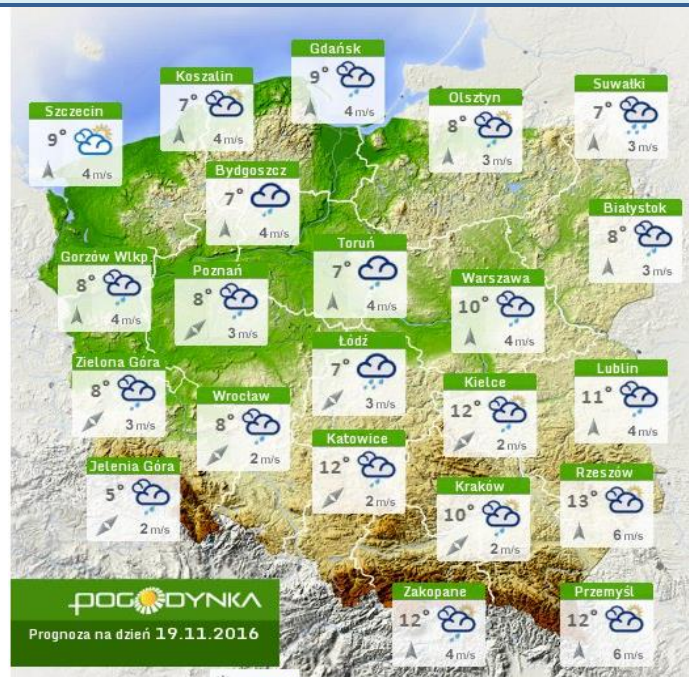 Gdańsk
9°
4 m/s
Koszalin
7°
4 m/s
Suwałki
7°
3 m/s
Olsztyn
8°
3 m/s
Szczecin
9°
4 m/s
Bydgoszcz
7°
4 m/s
Białystok
8°
3 m/s
Toruń
7°
4 m/s
Gorzów Wlkp.
8°
4 m/s
Poznań
8°
3 m/s
Warszawa
10°
4 m/s
Łódź
7°
3 m/s
Zielona Góra
8°
3 m/s
Lublin
11°
4 m/s
Kielce
12°
2 m/s
Wrocław
8°
2 m/s
Katowice
12°
2 m/s
Jelenia Góra
5°
2 m/s
Rzeszów
13°
6 m/s
Kraków
10°
2 m/s
Zakopane
12°
4 m/s
Przemyśl
12°
6 m/s
POGODYNKA
Prognoza na dzień 19.11.2016